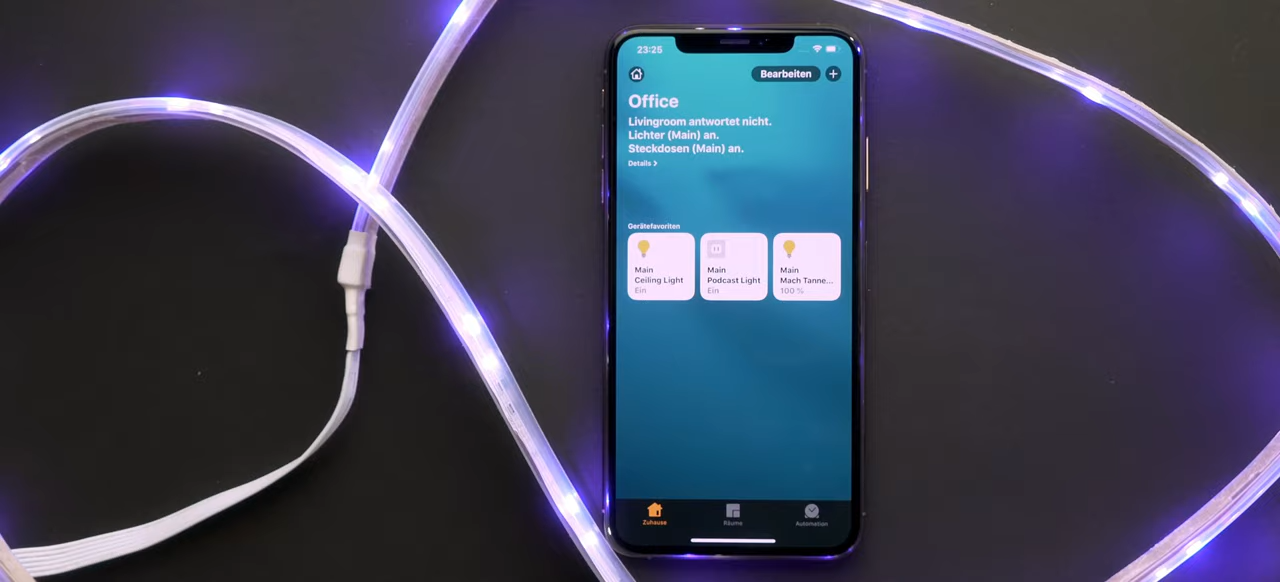 23:25
Bearbeiten
Office
Livingroom antwortet nicht.
Lichter (Main) an.
Steckdosen (Main) an.
Details >
Gerätefavoriten
Main
Ceiling Light
Ein
Main
Podcast Light
Ein
Main
Mach Tanne...
100 %
Zuhause
Räume
Automation